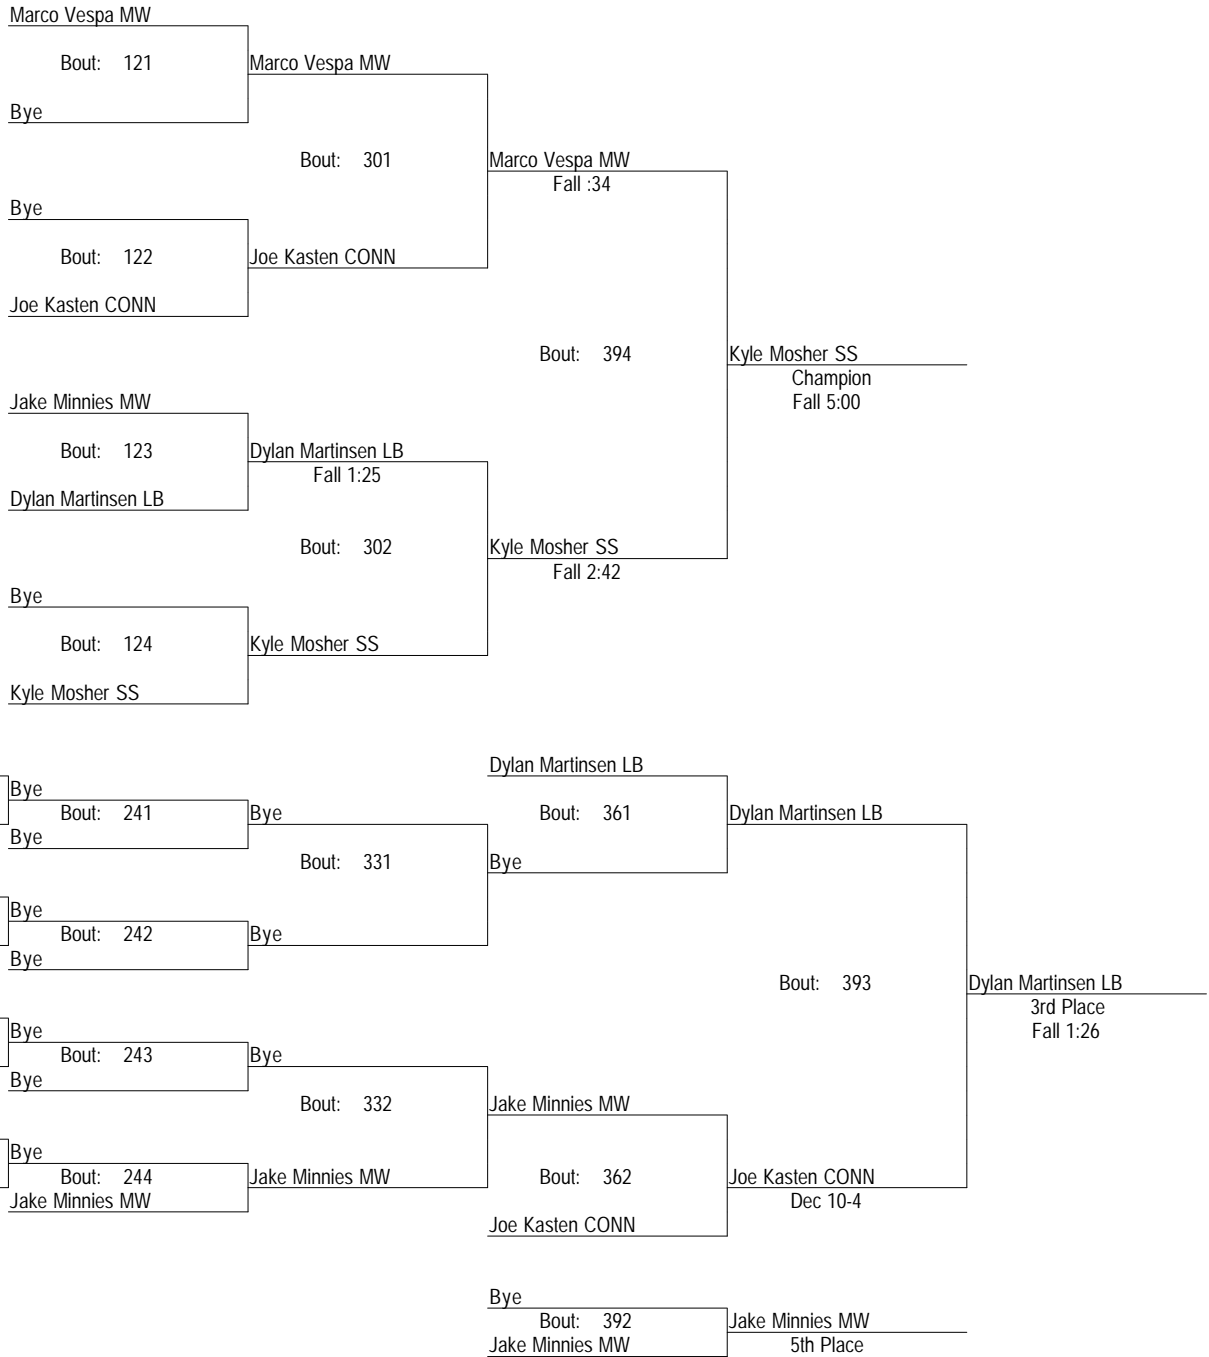 Marco Vespa MW
Bout: 121 Marco Vespa MW
Bye
Bout: 301 Marco Vespa MW
Fall :34
Bye
Bout: 122 Joe Kasten CONN
Joe Kasten CONN
Bout: 394 Kyle Mosher SS
Champion
Jake Minnies MW Fall 5:00
Bout: 123 Dylan Martinsen LB
Fall 1:25
Dylan Martinsen LB
Bout: 302 Kyle Mosher SS
Fall 2:42
Bye
Bout: 124 Kyle Mosher SS
Kyle Mosher SS
Dylan Martinsen LB
Bye
Bout: 241 Bye Bout: 361 Dylan Martinsen LB
Bye
Bout: 331 Bye
Bye
Bout: 242 Bye
Bye
Bout: 393 Dylan Martinsen LB
3rd Place
Bye Fall 1:26
Bout: 243 Bye
Bye
Bout: 332 Jake Minnies MW
Bye
Bout: 244 Jake Minnies MW Bout: 362 Joe Kasten CONN
Jake Minnies MW Dec 10-4
Joe Kasten CONN
Bye
Bout: 392 Jake Minnies MW
Jake Minnies MW 5th Place